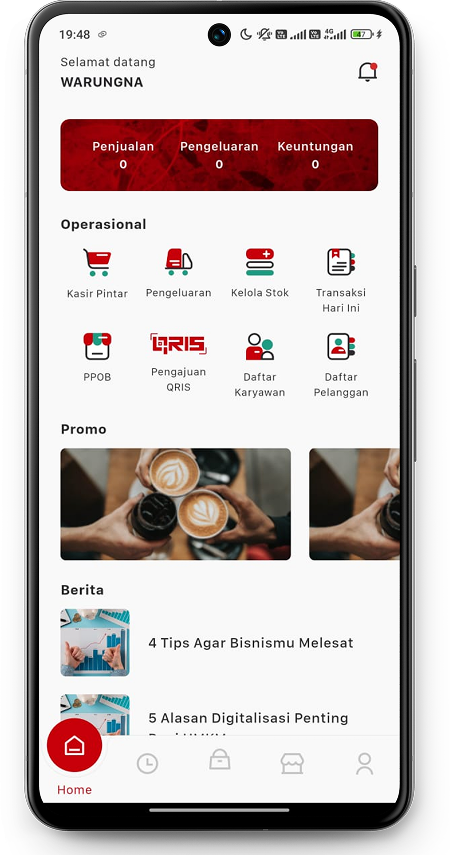 19:48
4G
47
Selamat datang
WARUNGNA
Penjualan Pengeluaran Keuntungan
0 0 0
Operasional
Kasir Pintar Pengeluaran Kelola Stok Transaksi
Hari Ini
QRIS
PPOB Pengajuan Daftar Daftar
QRIS Karyawan Pelanggan
Promo
Berita
4 Tips Agar Bisnismu Melesat
5 Alasan Digitalisasi Penting
Home